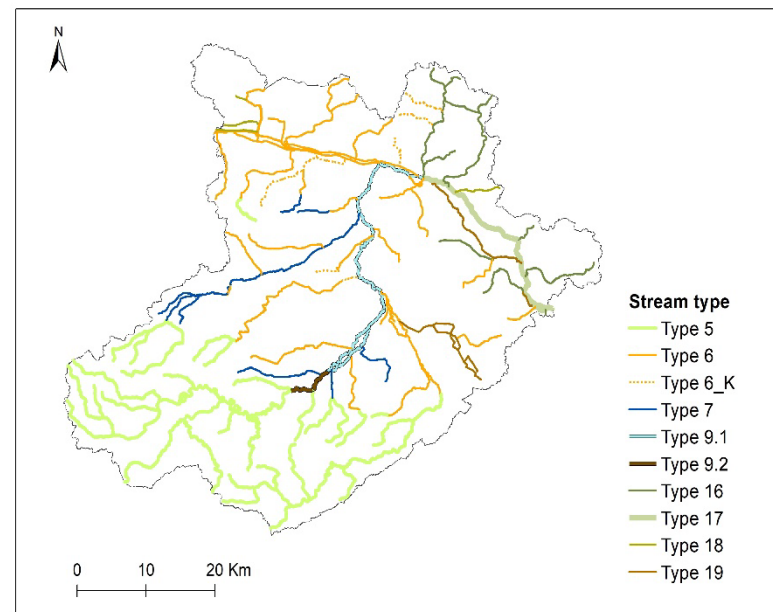 N
Stream type
Type 5
Type 6
Type 6_K
Type 7
Type 9.1
Type 9.2
Type 16
Type 17
Type 18
Type 19
0 10 20 Km